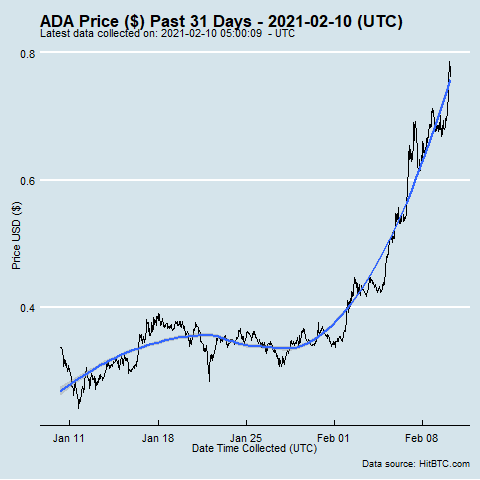 ADA Price ($) Past 31 Days - 2021-02-10 (UTC)
Latest data collected on: 2021-02-10 05:00:09  - UTC
0.8
0.6
0.4
Price USD ($)
Jan 11 Jan 18 Jan 25 Feb 01 Feb 08
Date Time Collected (UTC)
Data source: HitBTC.com